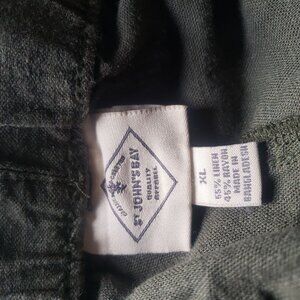 ST. JOHN'S BAY
QUALITY
APPAREL
XL
55% LINEN
45% RAYON
MADE IN
BANGLADESH